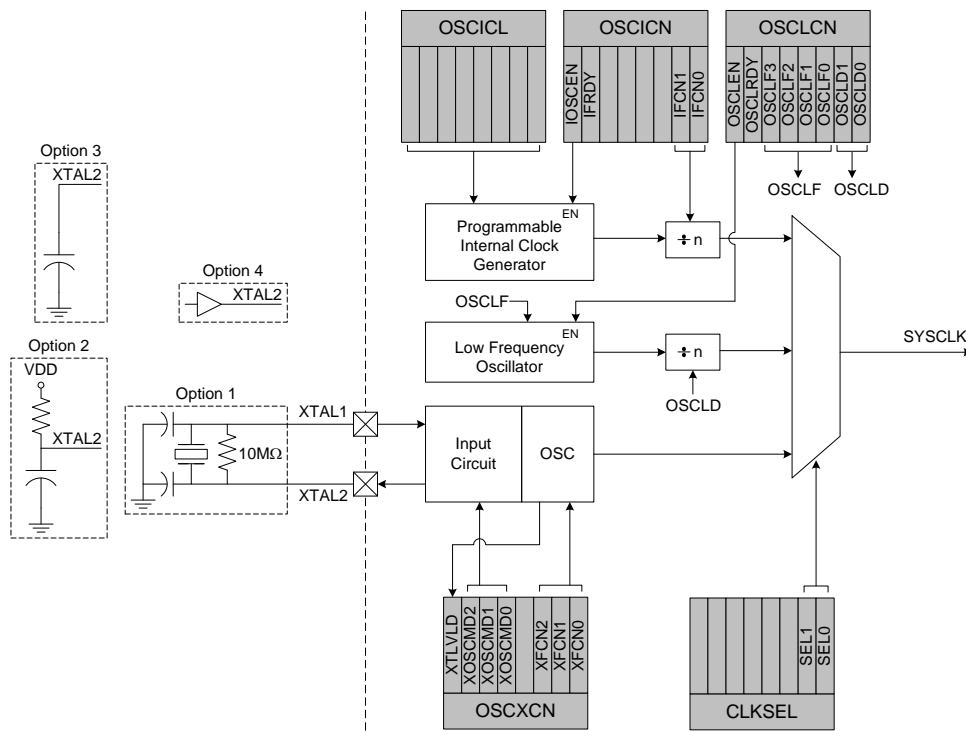 OSCICL
OSCICN
OSCLCN
IOSCEN
IFRDY
IFCN1
IFCN0
OSCLEN
OSCLRDY
OSCLF3
OSCLF2
OSCLF1
OSCLF0
OSCLD1
OSCLD0
Option 3
XTAL2
OSCLF
OSCLD
EN
Programmable
Internal Clock
Generator
÷ n
Option 4
XTAL2
OSCLF
EN
Low Frequency
Oscillator
÷ n
SYSCLK
Option 2
VDD
XTAL2
OSCLD
Option 1
XTAL1
10MΩ
XTAL2
Input
Circuit
OSC
XTLVLD
XOSCMD2
XOSCMD1
XOSCMD0
XFCN2
XFCN1
XFCN0
OSCXCN
SEL1
SEL0
CLKSEL